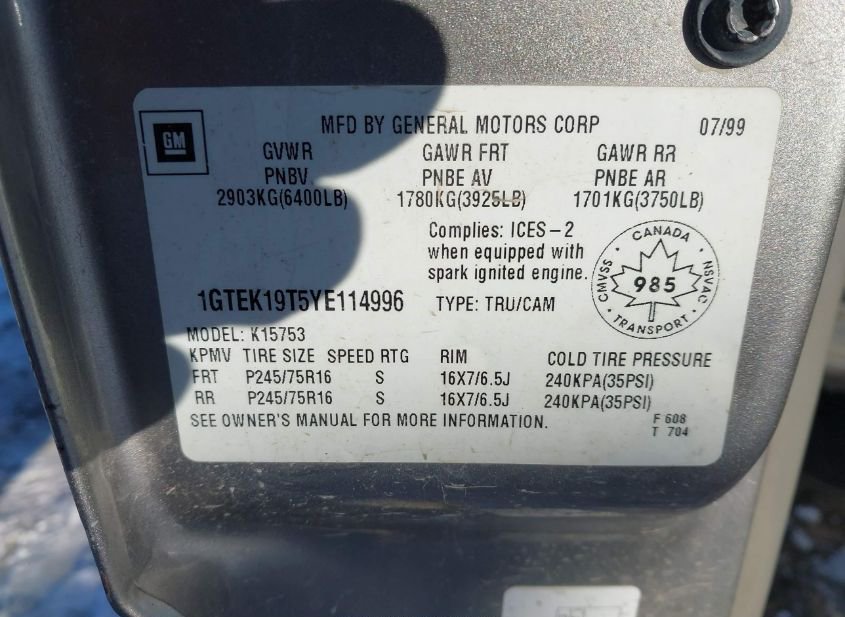 MFD BY GENERAL MOTORS CORP 07/99
GM
GVWR GAWR FRT GAWR RR
PNBV PNBE AV PNBE AR
2903KG(6400LB) 1780KG(3925LB) 1701KG(3750LB)
Complies: ICES-2
when equipped with
spark ignited engine.
CANADA
CMVSS 985 NSVAC
TRANSPORT
1GTEK19T5YE114996 TYPE: TRU/CAM
MODEL: K15753
KPMV TIRE SIZE SPEED RTG RIM COLD TIRE PRESSURE
FRT P245/75R16 S 16X7/6.5J 240KPA(35PSI)
RR P245/75R16 S 16X7/6.5J 240KPA(35PSI)
SEE OWNER'S MANUAL FOR MORE INFORMATION.
F 608
T 704